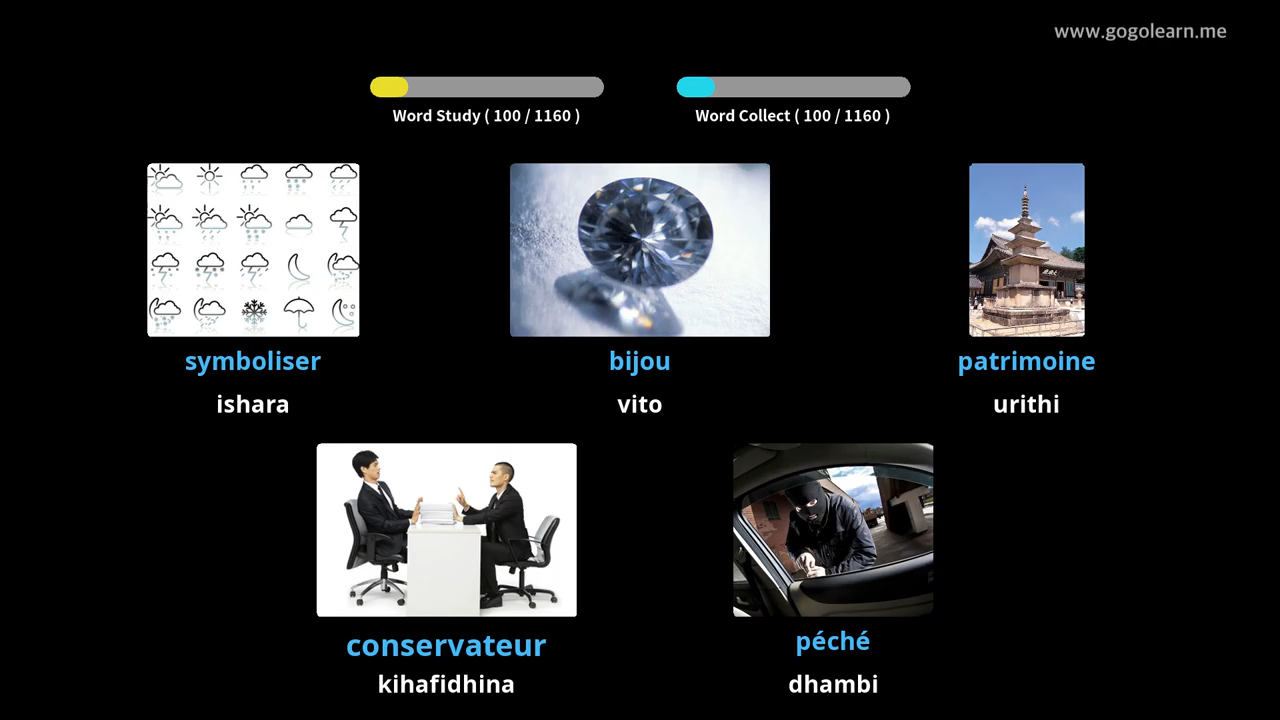 www.gogolearn.me
Word Study ( 100 / 1160 )
Word Collect ( 100 / 1160 )
symboliser
bijou
patrimoine
ishara
vito
urithi
conservateur
péché
kihafidhina
dhambi